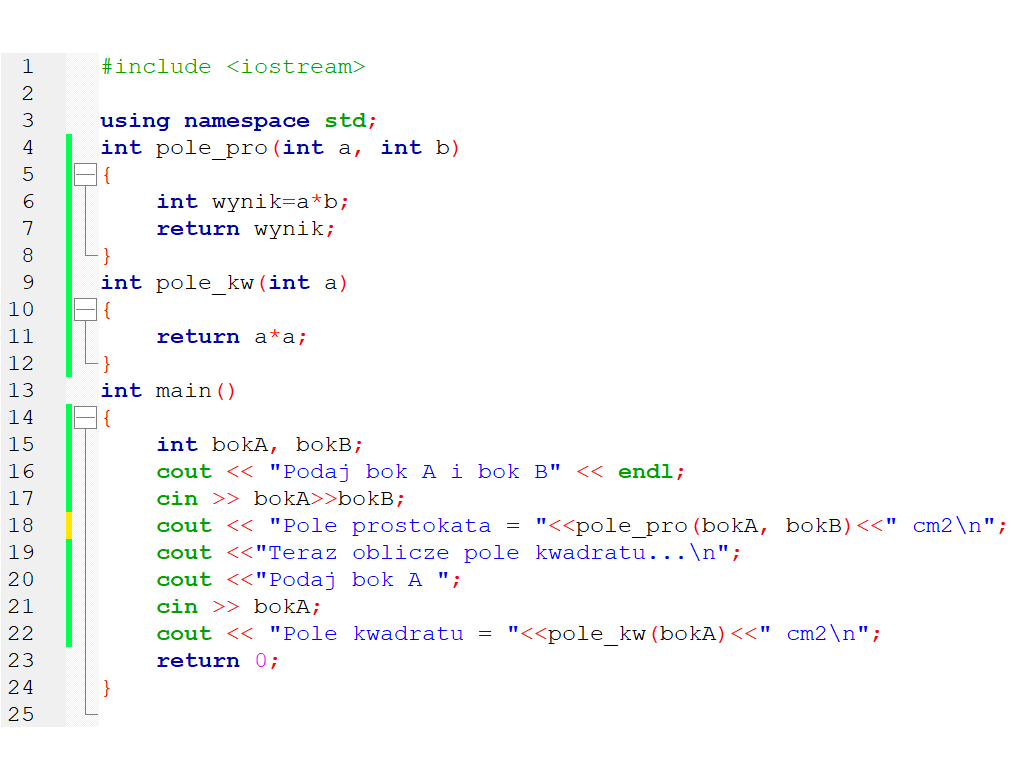 1 #include <iostream>
2
3 using namespace std;
4 int pole_pro(int a, int b)
5 {
6     int wynik=a*b;
7     return wynik;
8 }
9 int pole_kw(int a)
10 {
11     return a*a;
12 }
13 int main()
14 {
15     int bokA, bokB;
16     cout << "Podaj bok A i bok B" << endl;
17     cin >> bokA>>bokB;
18     cout << "Pole prostokata = "<<pole_pro(bokA, bokB)<<" cm2\n";
19     cout <<"Teraz oblicze pole kwadratu...\n";
20     cout <<"Podaj bok A ";
21     cin >> bokA;
22     cout << "Pole kwadratu = "<<pole_kw(bokA)<<" cm2\n";
23     return 0;
24 }
25